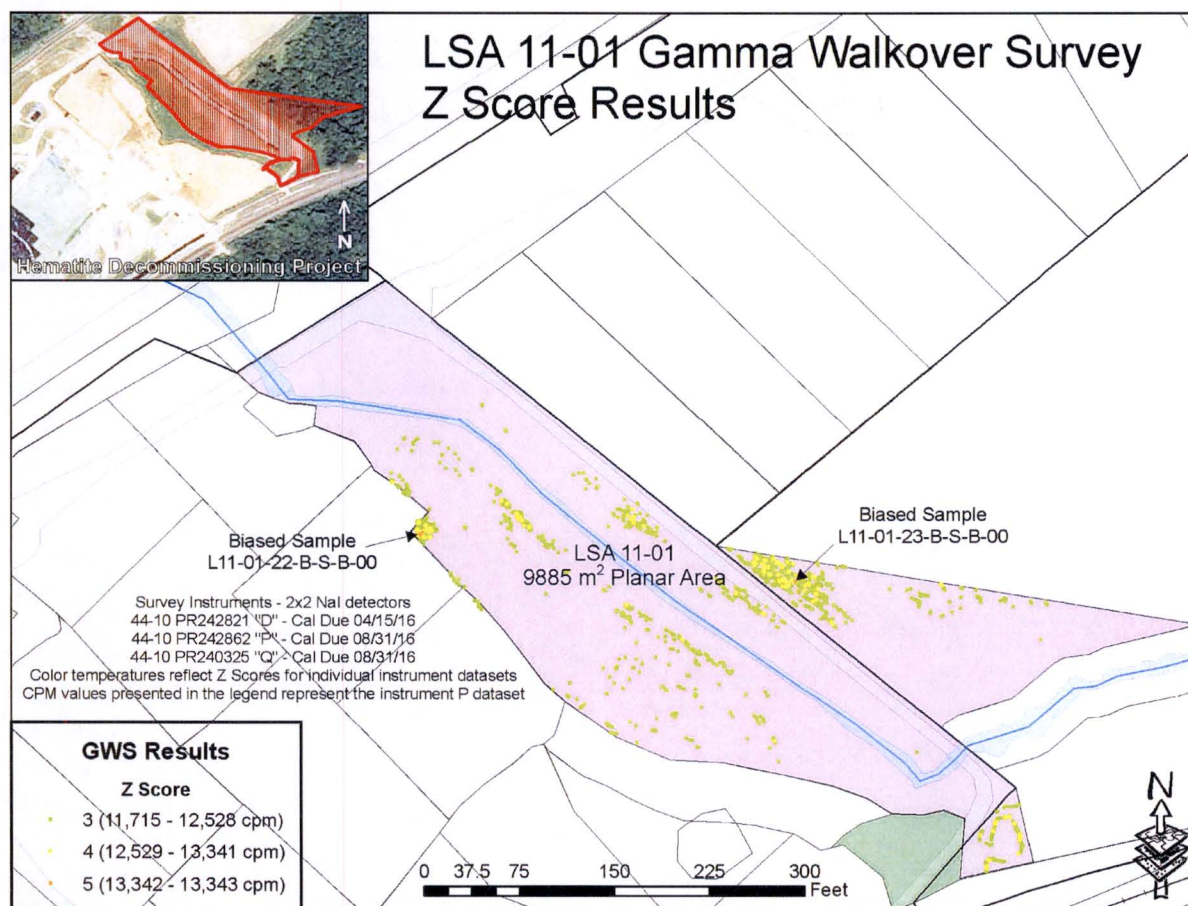 LSA 11-01 Gamma Walkover Survey
Z Score Results
N
Hematite Decommissioning Project
Biased Sample
L11-01-22-B-S-B-00
Biased Sample
L11-01-23-B-S-B-00
LSA 11-01
9885 m² Planar Area
Survey Instruments - 2x2 NaI detectors
44-10 PR242821 "D" - Cal Due 04/15/16
44-10 PR242862 "P" - Cal Due 08/31/16
44-10 PR240325 "Q" - Cal Due 08/31/16
Color temperatures reflect Z Scores for individual instrument datasets
CPM values presented in the legend represent the instrument P dataset
GWS Results
Z Score
3 (11,715 - 12,528 cpm)
4 (12,529 - 13,341 cpm)
5 (13,342 - 13,343 cpm)
0 37.5 75 150 225 300
Feet
N